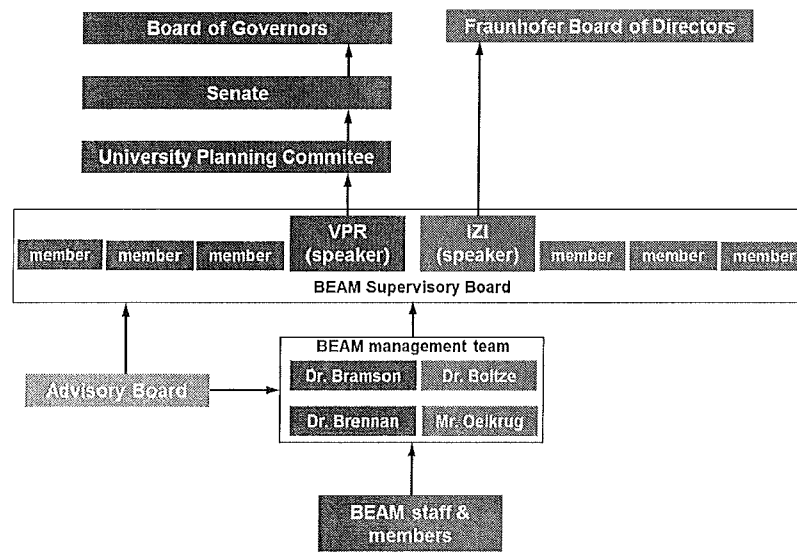 Board of Governors
Fraunhofer Board of Directors
Senate
University Planning Commitee
VPR
(speaker)
IZI
(speaker)
member
member
member
member
member
member
BEAM Supervisory Board
BEAM management team
Advisory Board
Dr. Bramson
Dr. Boltze
Dr. Brennan
Mr. Oelkrug
BEAM staff &
members